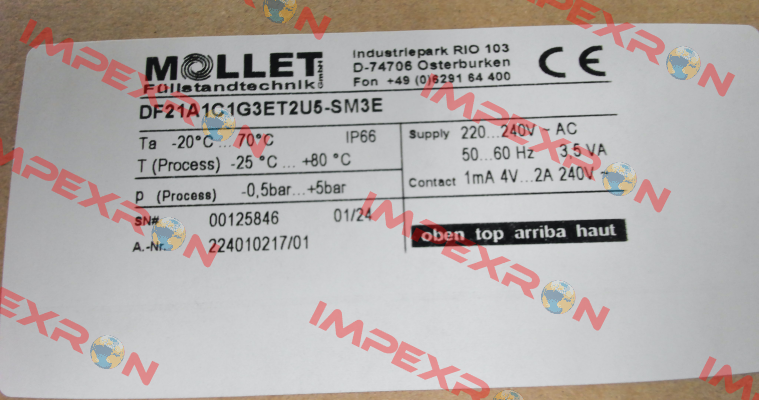 MOLLET
Füllstandtechnik GmbH
Industriepark RIO 103
D-74706 Osterburken
Fon +49 (0)6291 64 400
CE
DF21A1C1G3ET2U5-SM3E
Ta -20°C ... 70°C IP66
T (Process) -25 °C ... +80 °C
p (Process) -0,5bar...+5bar
SN# 00125846 01/24
A.-Nr.: 224010217/01
Supply 220...240V ~ AC
50...60 Hz 3.5 VA
Contact 1mA 4V...2A 240V ~
oben top arriba haut
IMPEXRON
IMPEXRON
IMPEXRON
IMPEXRON
IMPEXRON
IMPEXRON